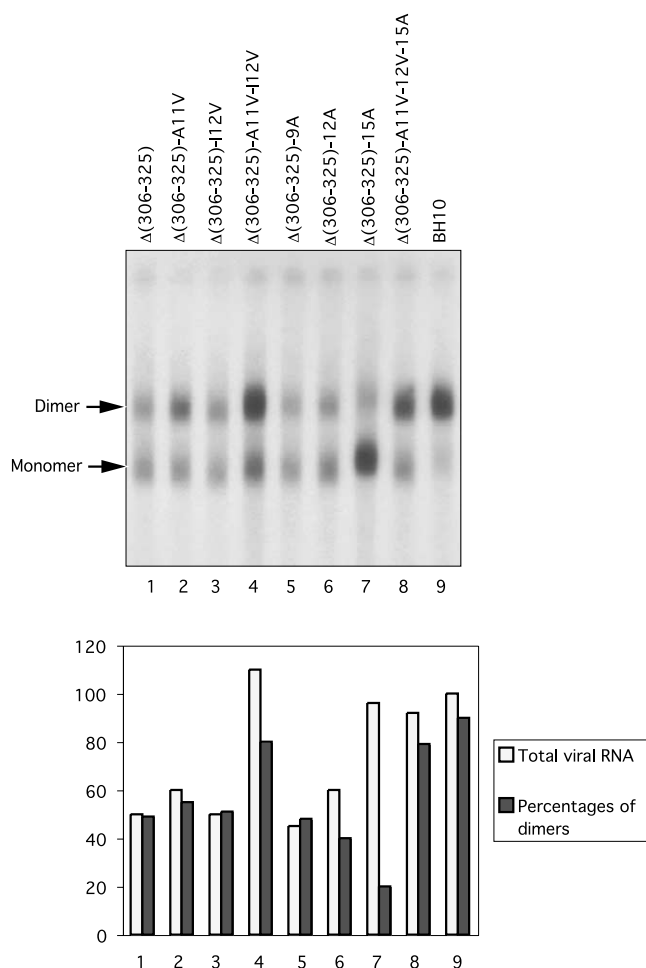 Δ(306-325)
Δ(306-325)-A11V
Δ(306-325)-I12V
Δ(306-325)-A11V-I12V
Δ(306-325)-9A
Δ(306-325)-12A
Δ(306-325)-15A
Δ(306-325)-A11V-12V-15A
BH10
Dimer
Monomer
1 2 3 4 5 6 7 8 9
120
100
80
60
40
20
0
1 2 3 4 5 6 7 8 9
Total viral RNA
Percentages of
dimers